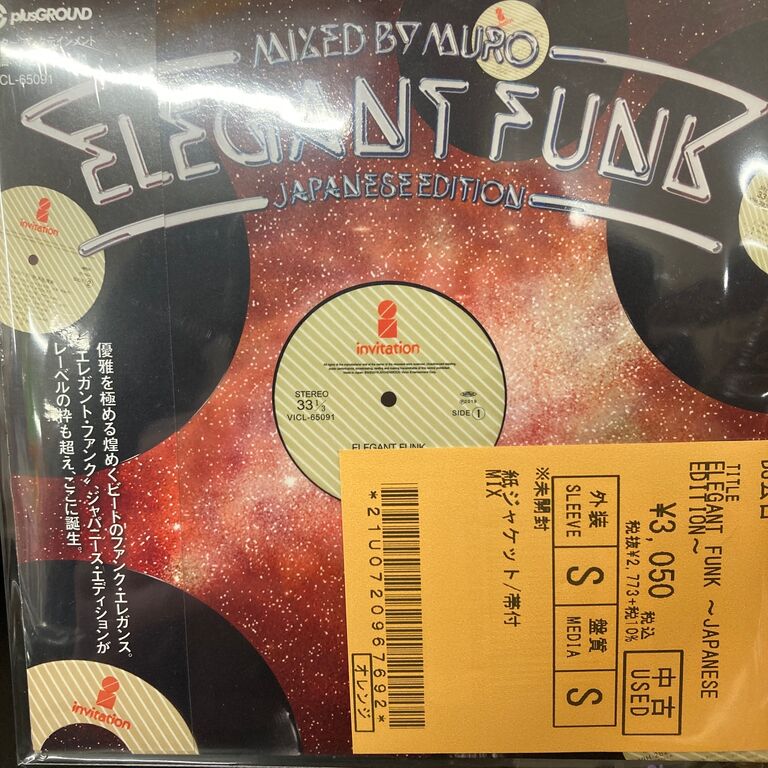 plusGROUND
VICL-65091
MIXED BY MURO
ELEGANT FUNK
JAPANESE EDITION
invitation
invitation
STEREO
33 1/3
VICL-65091
Ⓟ2019
SIDE ①
ELEGANT FUNK
優雅を極める煌めくビートのファンク・エレガンス。
〝エレガント・ファンク〟ジャパニーズ・エディションが
レーベルの枠も超え、ここに誕生。
invitation
TITLE
ELEGANT FUNK ～JAPANESE
EDITION～
¥3,050 税込
税抜¥2,773+税10%
中古
USED
外装
SLEEVE
S
盤質
MEDIA
S
※未開封
紙ジャケット/帯付
MIX
*21U0720967692*
オレンジ